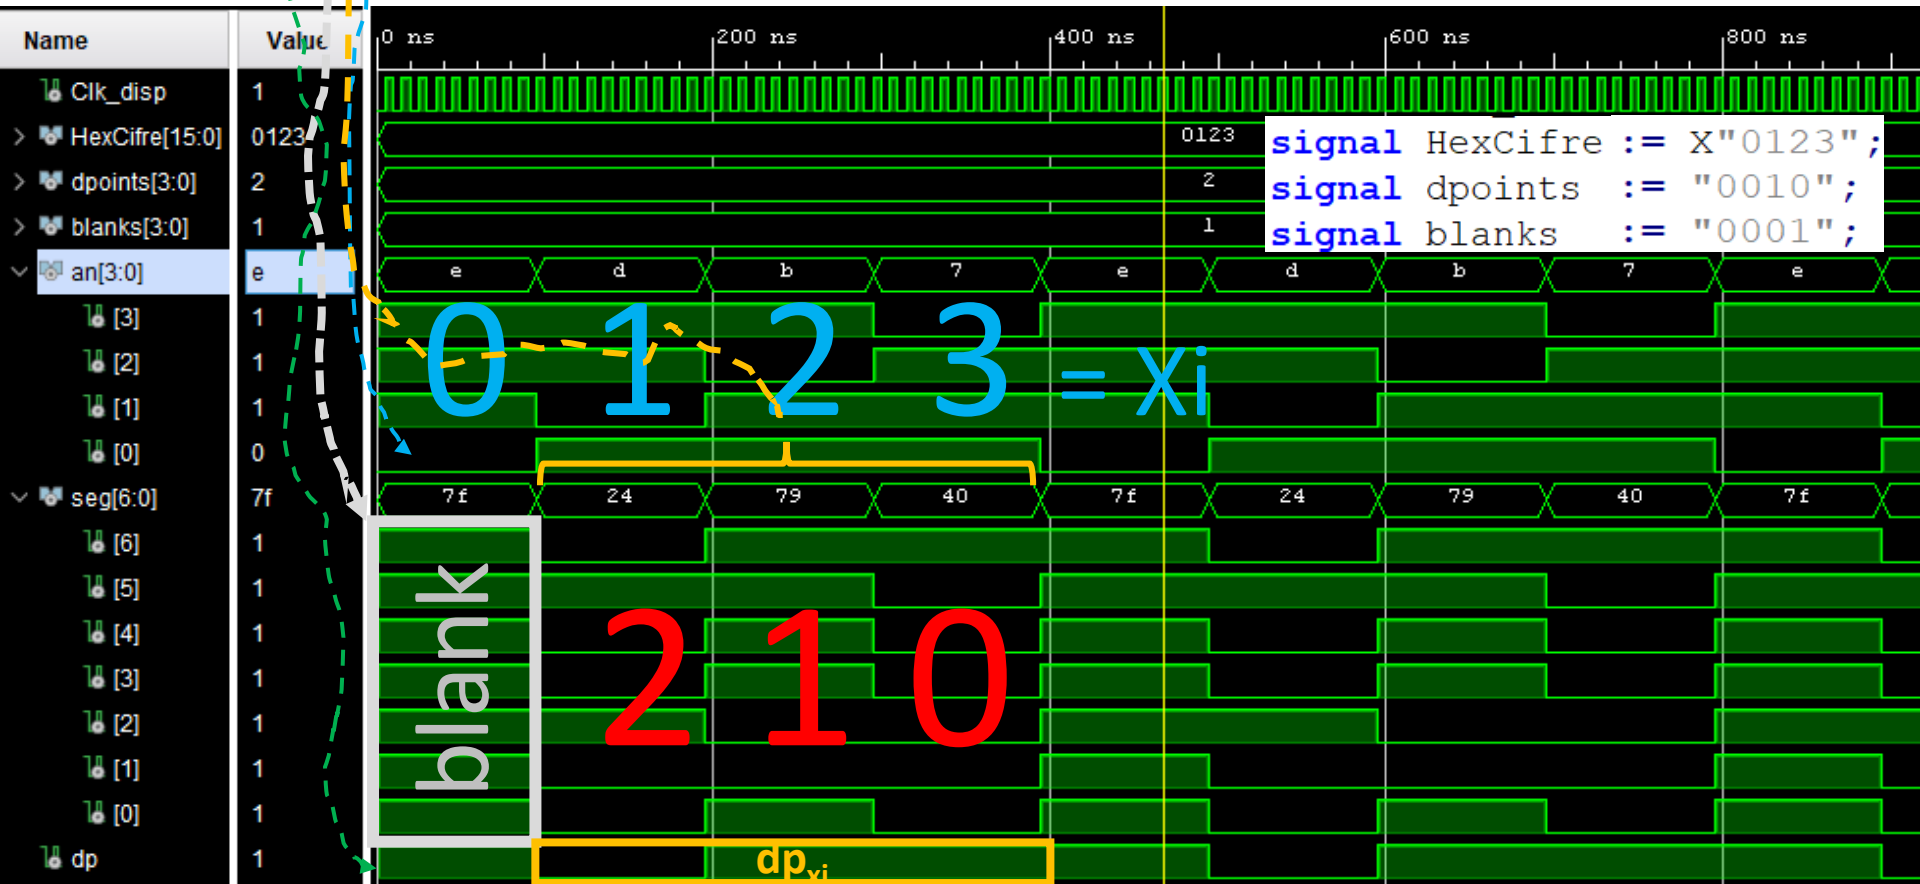 Name Value 0 ns 200 ns 400 ns 600 ns 800 ns
Clk_disp 1
HexCifre[15:0] 0123 0123
dpoints[3:0] 2 2
blanks[3:0] 1 1
signal HexCifre := X"0123";
signal dpoints := "0010";
signal blanks := "0001";
an[3:0] e e d b 7 e d b 7 e
[3] 1
[2] 1
0 1 2 3 = Xi
[1] 1
[0] 0
seg[6:0] 7f 7f 24 79 40 7f 24 79 40 7f
[6] 1
[5] 1
[4] 1
blank 2 1 0
[3] 1
[2] 1
[1] 1
[0] 1
dp 1 dpxi